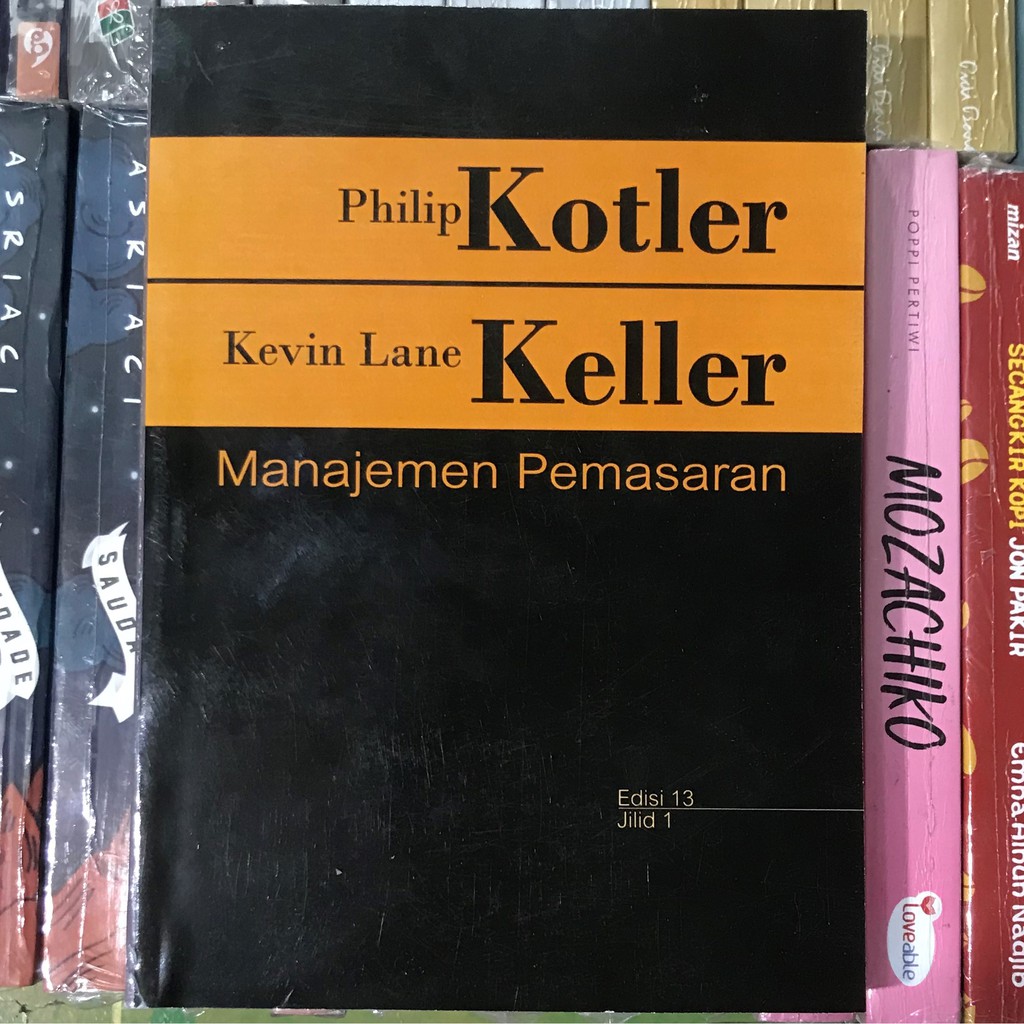 Philip Kotler
Kevin Lane Keller
Manajemen Pemasaran
Edisi 13
Jilid 1
ASRIACI
ASRIACI
POPPI PERTIWI
MOZACHIKO
Loveable
mizan
SECANGKIR KOPI JON PAKIR